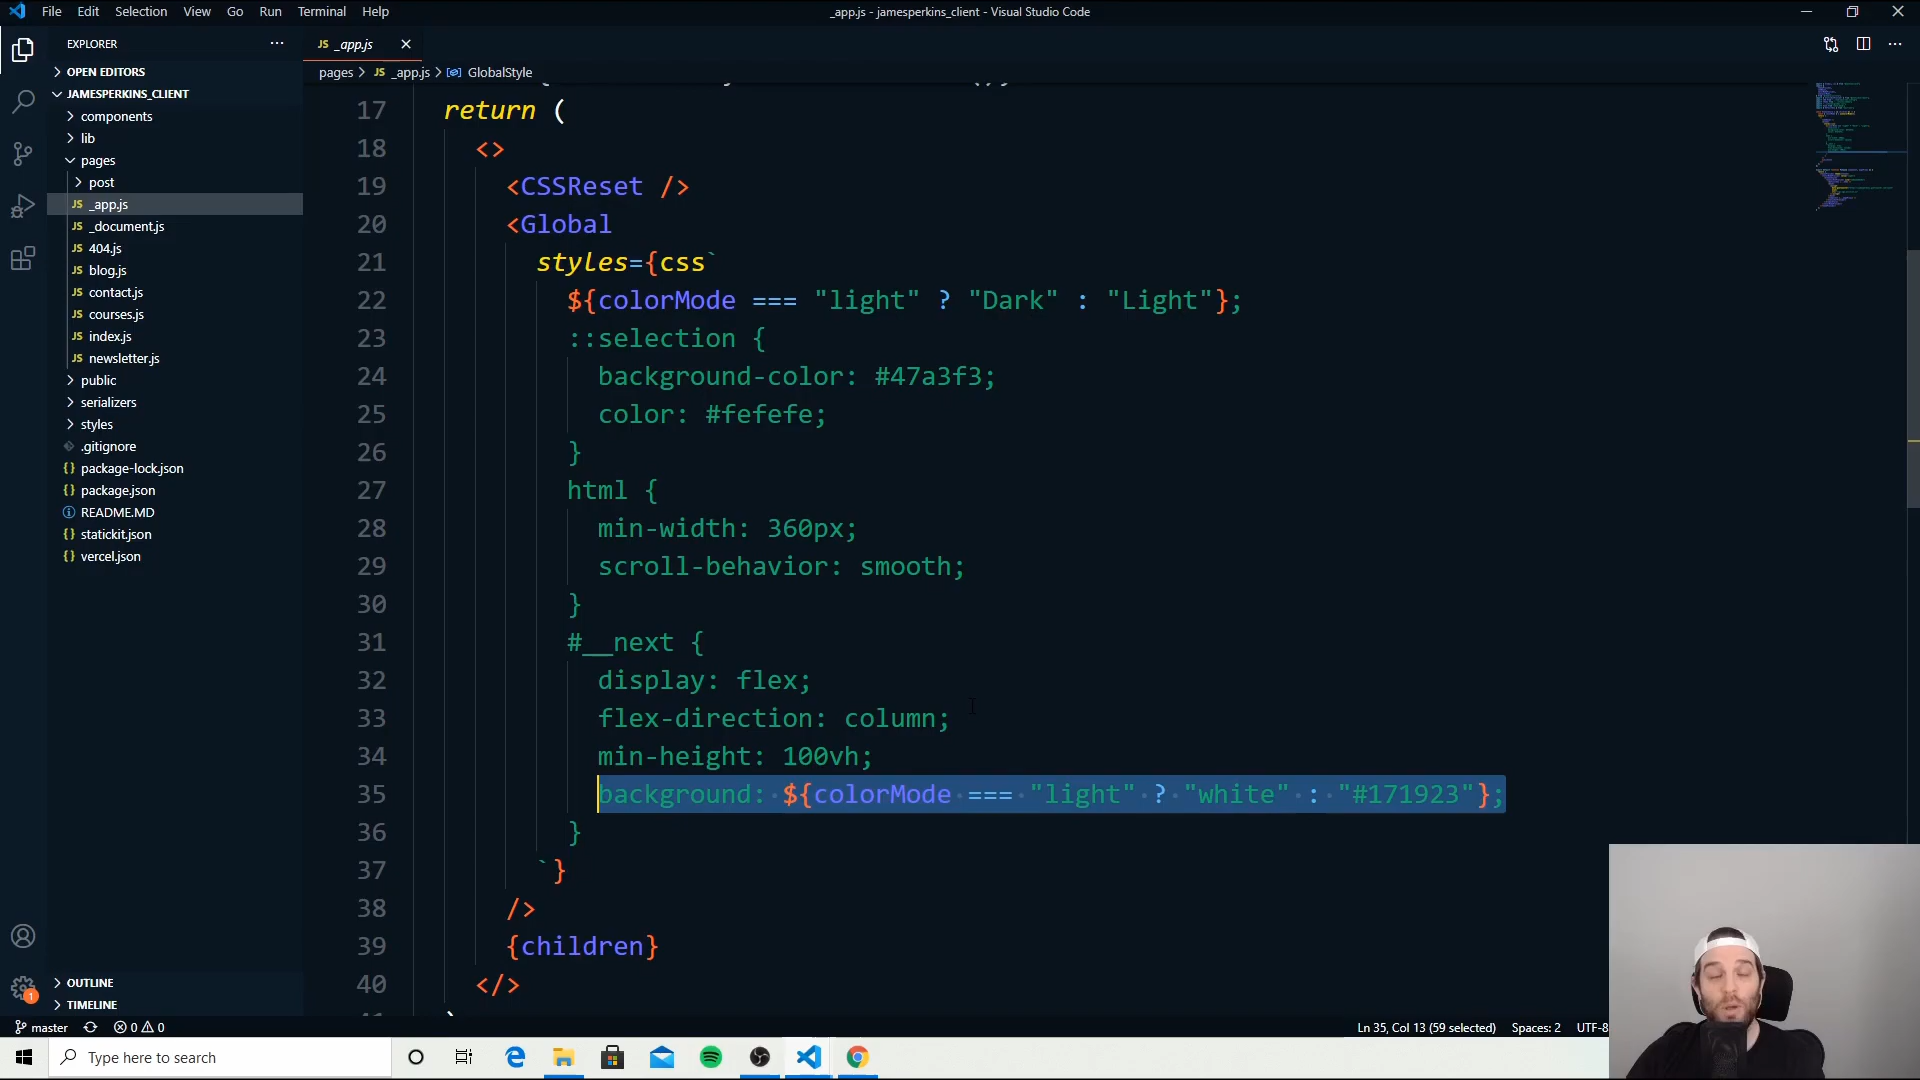 File Edit Selection View Go Run Terminal Help
_app.js - jamesperkins_client - Visual Studio Code
EXPLORER
OPEN EDITORS
JAMESPERKINS_CLIENT
components
lib
pages
post
JS _app.js
JS _document.js
JS 404.js
JS blog.js
JS contact.js
JS courses.js
JS index.js
JS newsletter.js
public
serializers
styles
.gitignore
{} package-lock.json
{} package.json
README.MD
{} statickit.json
{} vercel.json
OUTLINE
TIMELINE
JS _app.js
pages > JS _app.js > GlobalStyle
17 return (
18 <>
19 <CSSReset />
20 <Global
21 styles={css`
22 ${colorMode === "light" ? "Dark" : "Light"};
23 ::selection {
24 background-color: #47a3f3;
25 color: #fefefe;
26 }
27 html {
28 min-width: 360px;
29 scroll-behavior: smooth;
30 }
31 #__next {
32 display: flex;
33 flex-direction: column;
34 min-height: 100vh;
35 background: ${colorMode === "light" ? "white" : "#171923"};
36 }
37 `}
38 />
39 {children}
40 </>
1
master 0 0
Ln 35, Col 13 (59 selected) Spaces: 2 UTF-8
Type here to search